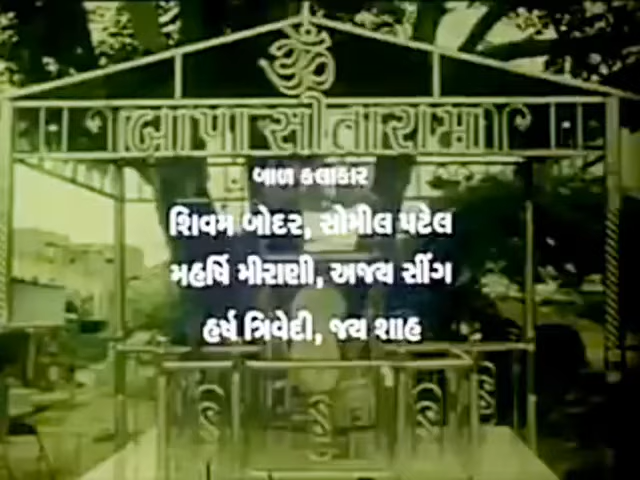 ૐ
બાપા સીતારામ
બાળ કલાકાર
શિવમ બોદર, સોમીલ પટેલ
મહર્ષિ મીરાણી, અજય સીંગ
હર્ષ ત્રિવેદી, જય શાહ